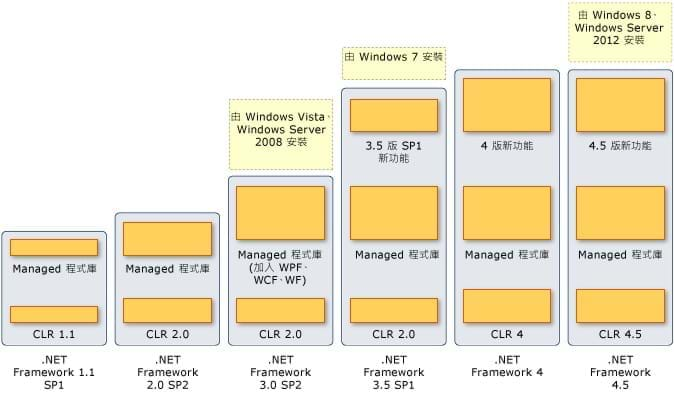 由 Windows 8、
Windows Server
2012 安裝
由 Windows 7 安裝
由 Windows Vista、
Windows Server
2008 安裝
3.5 版 SP1
新功能
4 版新功能
4.5 版新功能
Managed 程式庫
Managed 程式庫
Managed 程式庫
(加入 WPF、
WCF、WF)
Managed 程式庫
Managed 程式庫
Managed 程式庫
CLR 1.1
CLR 2.0
CLR 2.0
CLR 2.0
CLR 4
CLR 4.5
.NET
Framework 1.1
SP1
.NET
Framework
2.0 SP2
.NET
Framework
3.0 SP2
.NET
Framework
3.5 SP1
.NET
Framework 4
.NET
Framework
4.5